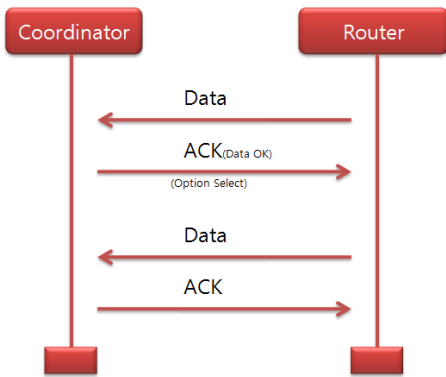 Coordinator
Router
Data
ACK(Data OK)
(Option Select)
Data
ACK